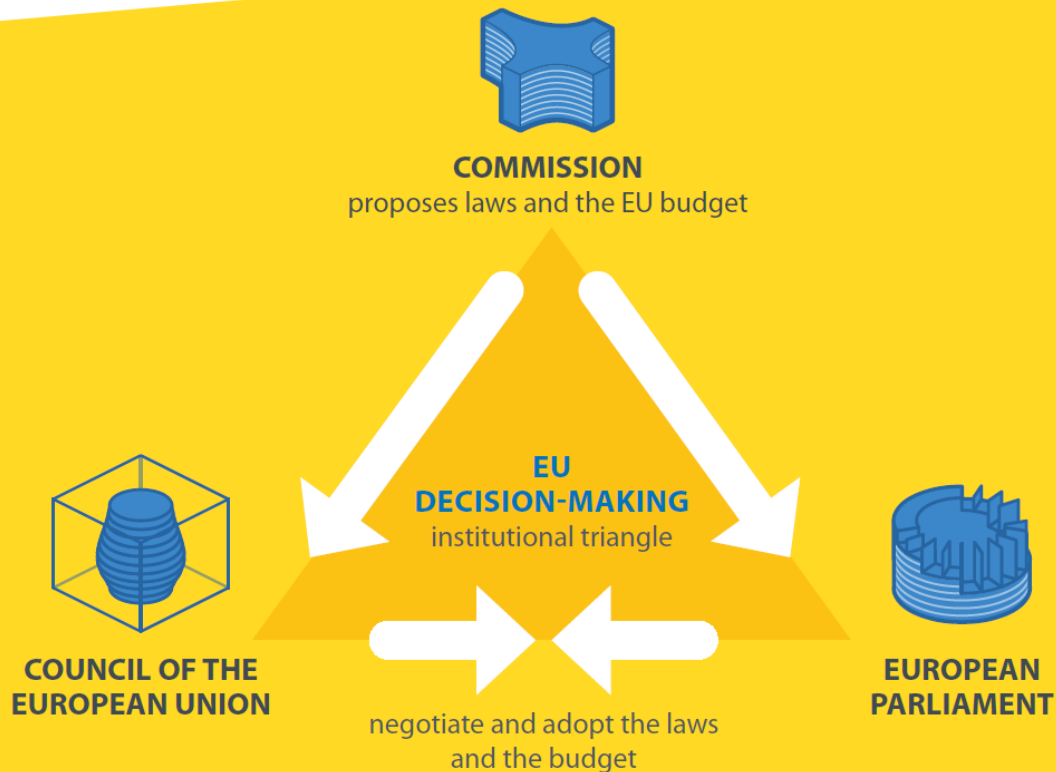 COMMISSION
proposes laws and the EU budget
EU
DECISION-MAKING
institutional triangle
COUNCIL OF THE
EUROPEAN UNION
EUROPEAN
PARLIAMENT
negotiate and adopt the laws
and the budget